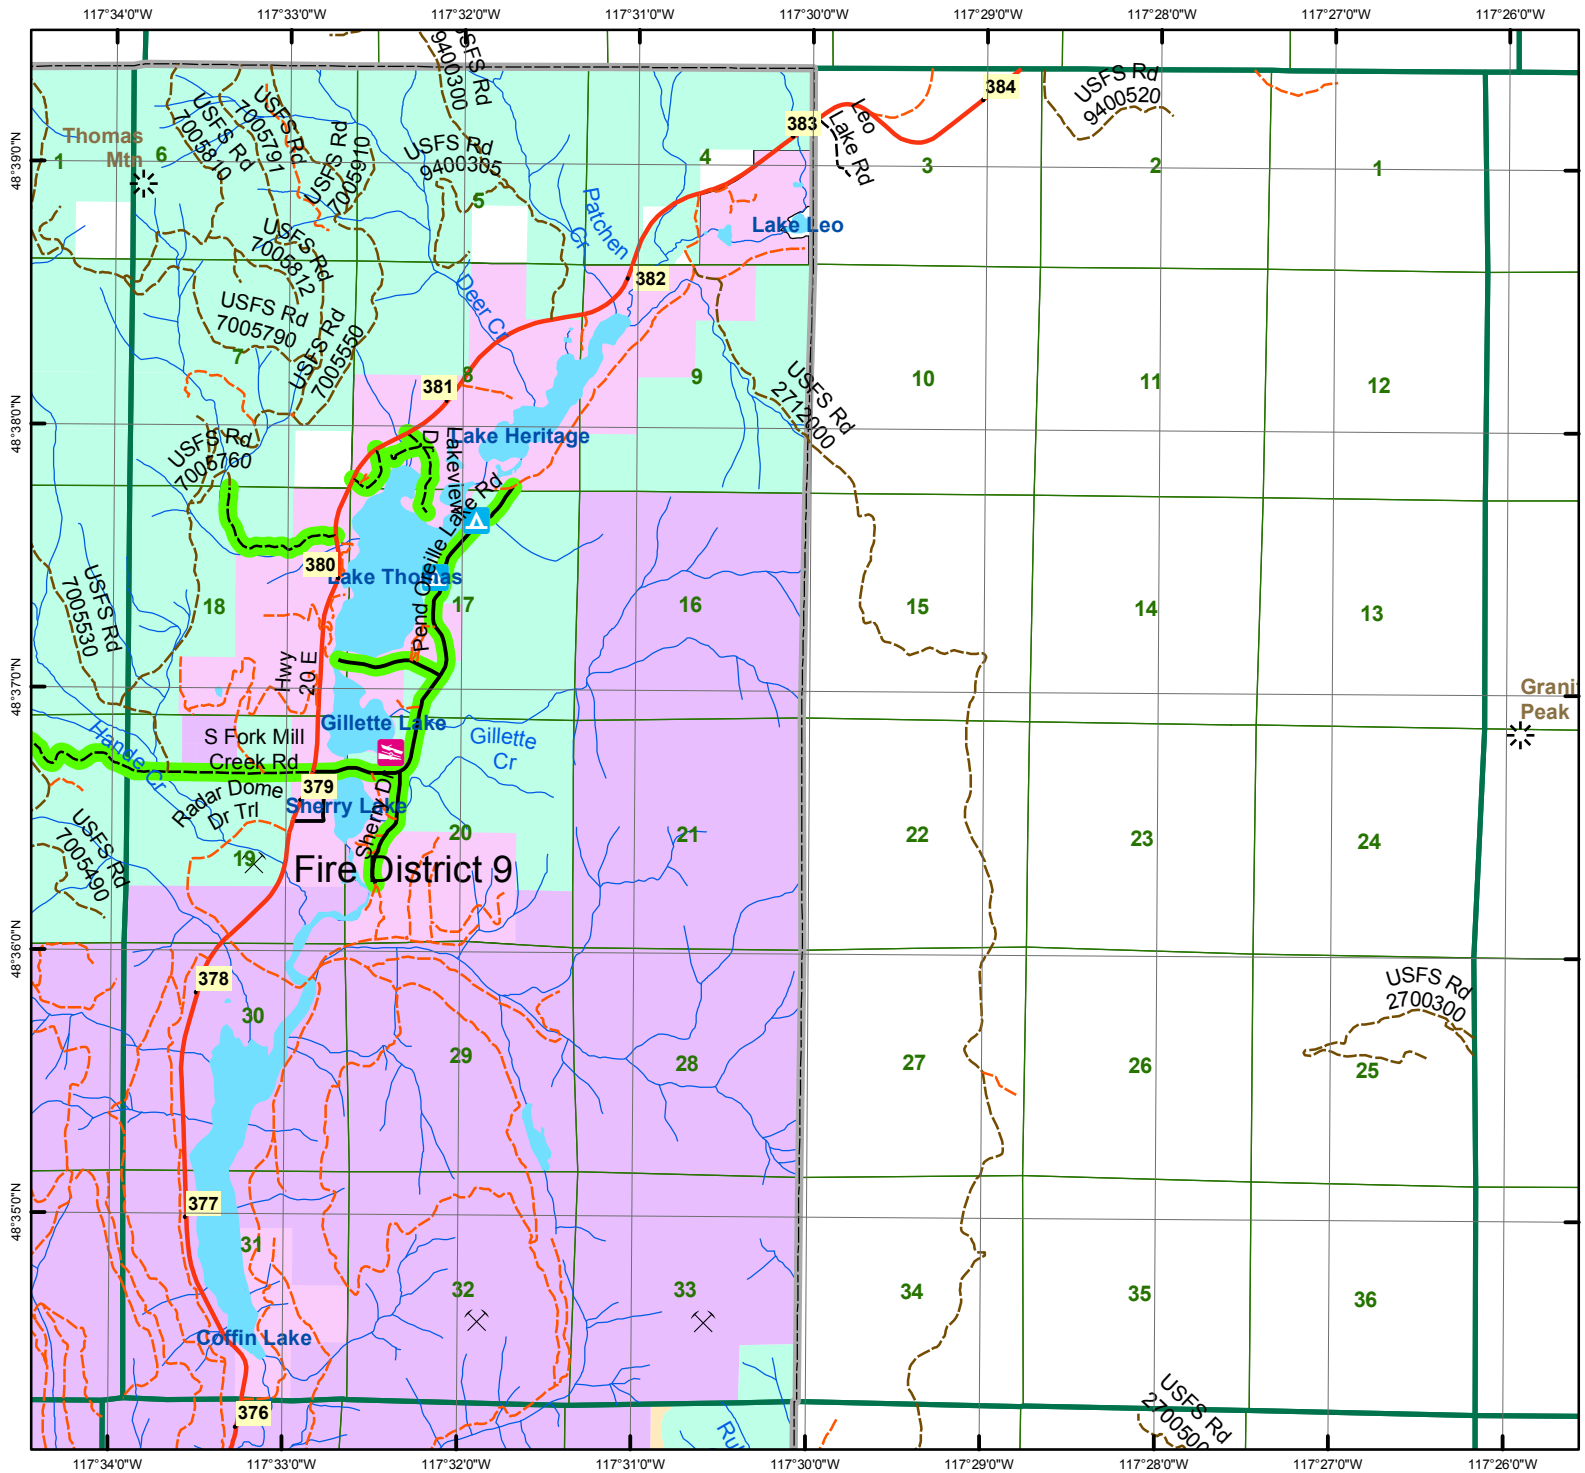 117°34'0"W
117°33'0"W
117°32'0"W
117°31'0"W
117°30'0"W
117°29'0"W
117°28'0"W
117°27'0"W
117°26'0"W
48°39'0"N
48°38'0"N
48°37'0"N
48°36'0"N
48°35'0"N
USFS Rd
9400300
384
USFS Rd
9400520
383
Leo
Lake Rd
Thomas
Mtn
1
6
USFS Rd
7005810
USFS Rd
7005791
USFS Rd
7005910
USFS Rd
9400305
5
4
3
2
1
Patchen
Cr
Lake Leo
USFS Rd
7005812
382
Deer Cr
USFS Rd
7005790
USFS Rd
7005550
7
8
9
10
11
12
381
USFS Rd
2712000
Lakeview
Dr
Lake Heritage
USFS Rd
7005760
Pend Oreille Lake Rd
380
Lake Thomas
USFS Rd
7005530
18
17
16
15
14
13
Hwy
20 E
Granit
Peak
Gillette Lake
Gillette
Cr
S Fork Mill
Creek Rd
Hande Cr
379
Radar Dome
Dr Trl
Sherry Lake
Sherry Dr
USFS Rd
7005490
19
20
21
22
23
24
Fire District 9
378
30
29
28
27
26
25
USFS Rd
2700300
377
31
32
33
34
35
36
Coffin Lake
376
USFS Rd
2700500
117°34'0"W
117°33'0"W
117°32'0"W
117°31'0"W
117°30'0"W
117°29'0"W
117°28'0"W
117°27'0"W
117°26'0"W